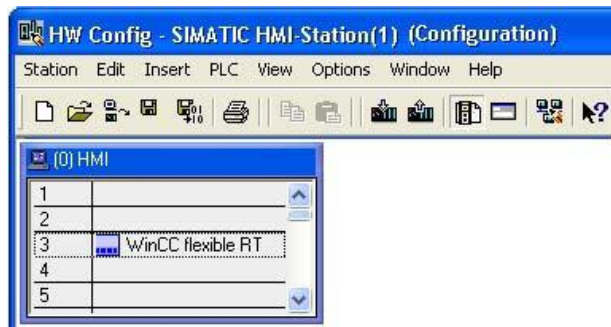 HW Config - SIMATIC HMI-Station(1) (Configuration)
Station Edit Insert PLC View Options Window Help
(0) HMI
1
2
3 WinCC flexible RT
4
5